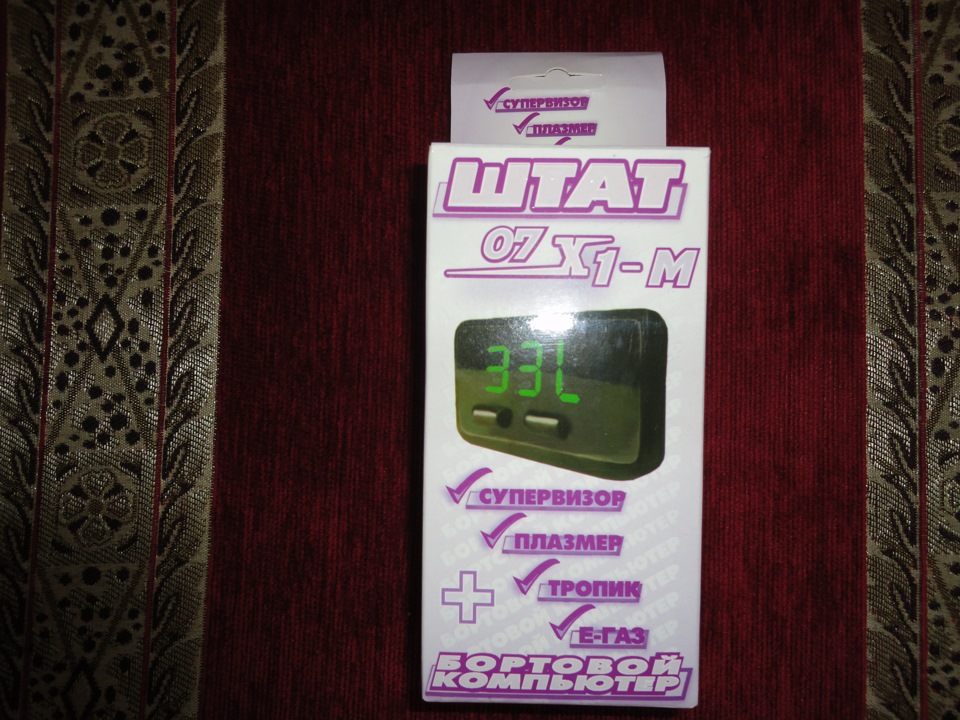 СУПЕРВИЗОР
ПЛАЗМЕР
ШТАТ
07 X1-М
33L
СУПЕРВИЗОР
ПЛАЗМЕР
ТРОПИК
Е-ГАЗ
БОРТОВОЙ
КОМПЬЮТЕР